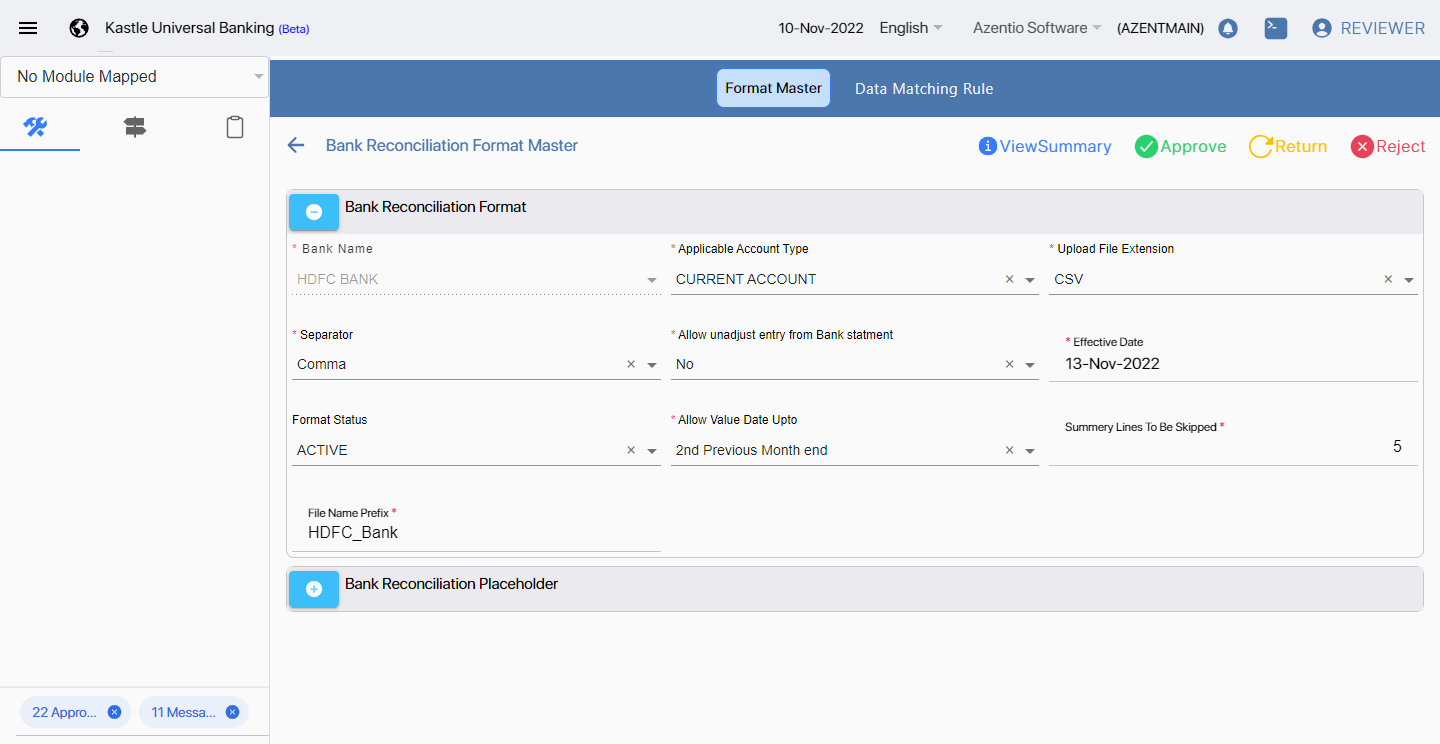 Kastle Universal Banking (Beta)
10-Nov-2022 English Azentio Software (AZENTMAIN) REVIEWER
No Module Mapped
Format Master Data Matching Rule
Bank Reconciliation Format Master
ViewSummary Approve Return Reject
Bank Reconciliation Format
* Bank Name * Applicable Account Type * Upload File Extension
HDFC BANK CURRENT ACCOUNT CSV
* Separator * Allow unadjust entry from Bank statment * Effective Date
Comma No 13-Nov-2022
Format Status * Allow Value Date Upto Summery Lines To Be Skipped *
ACTIVE 2nd Previous Month end 5
File Name Prefix *
HDFC_Bank
Bank Reconciliation Placeholder
22 Appro... 11 Messa...